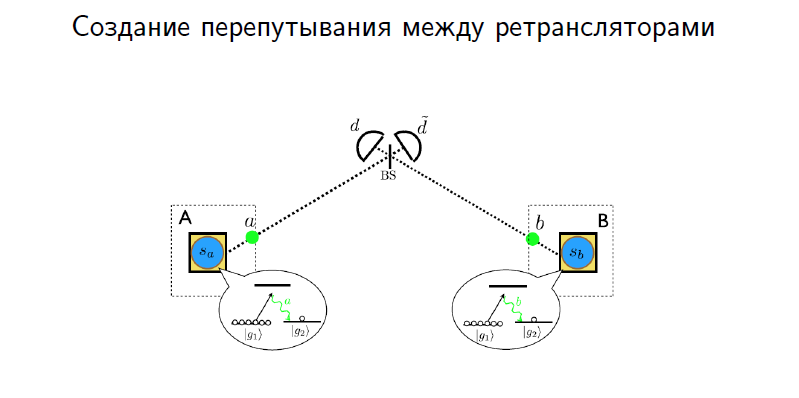 Создание перепутывания между ретрансляторами
d d̃
BS
A a b B
s_a s_b
a b
|g₁⟩ |g₂⟩ |g₁⟩ |g₂⟩